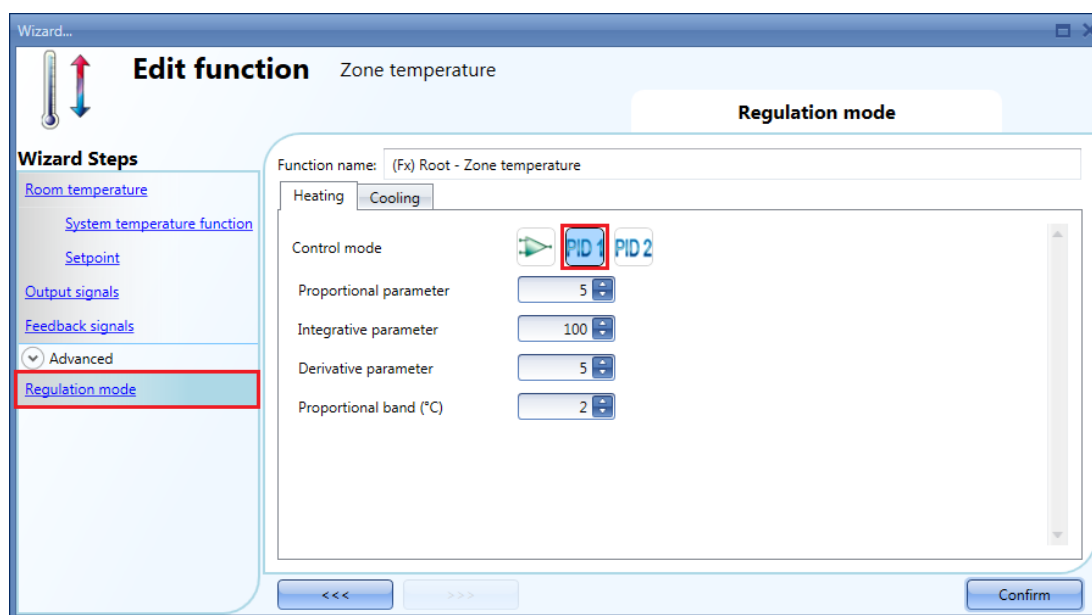 Wizard...
Edit function Zone temperature
Regulation mode
Wizard Steps
Room temperature
System temperature function
Setpoint
Output signals
Feedback signals
Advanced
Regulation mode
Function name: (Fx) Root - Zone temperature
Heating Cooling
Control mode PID 1 PID 2
Proportional parameter 5
Integrative parameter 100
Derivative parameter 5
Proportional band (°C) 2
<<< >>> Confirm